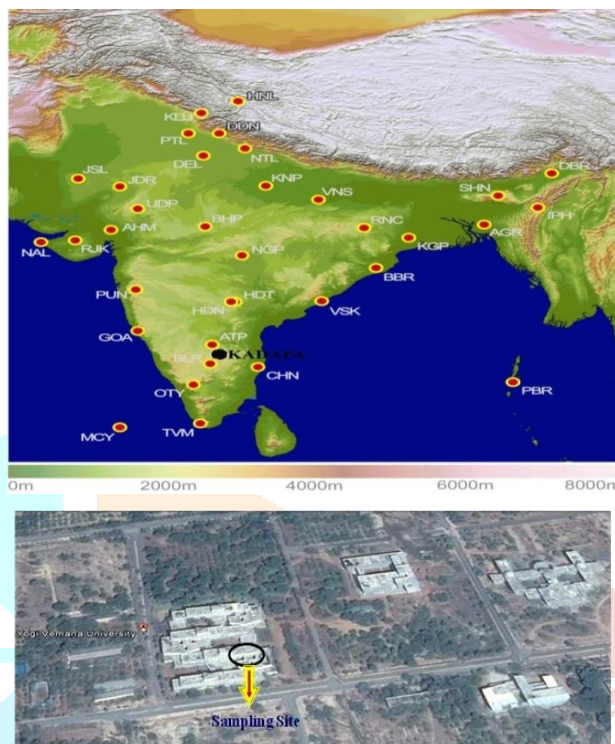 HNL
KLU
PTL
DDN
DEL
NTL
DBR
JSL
JDR
KNP
SHN
VNS
UDP
IPH
AHM
BHP
RNC
AGR
NAL
RJK
KGP
NGP
BBR
PUN
HDN
HDT
VSK
GOA
ATP
KADAPA
BLR
CHN
OTY
PBR
MCY
TVM
0m 2000m 4000m 6000m 8000m
Yogi Vemana University
Sampling Site